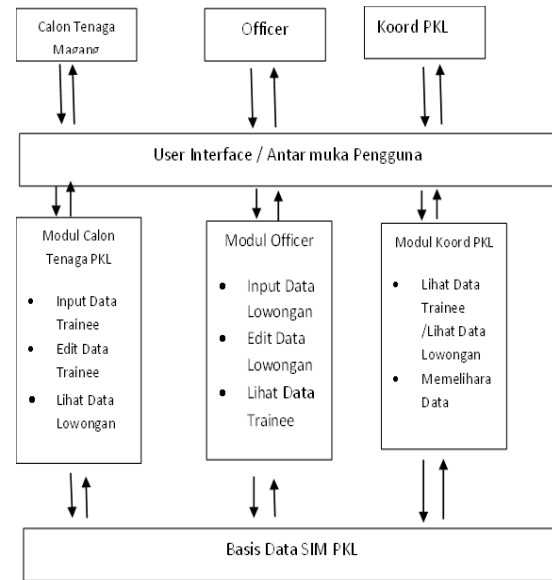 Calon Tenaga
Magang
Officer
Koord PKL
User Interface / Antar muka Pengguna
Modul Calon
Tenaga PKL
• Input Data
Trainee
• Edit Data
Trainee
• Lihat Data
Lowongan
Modul Officer
• Input Data
Lowongan
• Edit Data
Lowongan
• Lihat Data
Trainee
Modul Koord PKL
• Lihat Data
Trainee
/Lihat Data
Lowongan
• Memelihara
Data
Basis Data SIM PKL